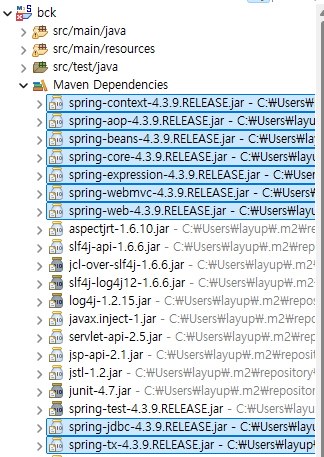 bck
src/main/java
src/main/resources
src/test/java
Maven Dependencies
spring-context-4.3.9.RELEASE.jar - C:₩Users₩
spring-aop-4.3.9.RELEASE.jar - C:₩Users₩layup
spring-beans-4.3.9.RELEASE.jar - C:₩Users₩lay
spring-core-4.3.9.RELEASE.jar - C:₩Users₩layup
spring-expression-4.3.9.RELEASE.jar - C:₩Users
spring-webmvc-4.3.9.RELEASE.jar - C:₩Users₩l
spring-web-4.3.9.RELEASE.jar - C:₩Users₩layup
aspectjrt-1.6.10.jar - C:₩Users₩layup₩.m2₩rep
slf4j-api-1.6.6.jar - C:₩Users₩layup₩.m2₩repo
jcl-over-slf4j-1.6.6.jar - C:₩Users₩layup₩.m2₩
slf4j-log4j12-1.6.6.jar - C:₩Users₩layup₩.m2₩r
log4j-1.2.15.jar - C:₩Users₩layup₩.m2₩reposi
javax.inject-1.jar - C:₩Users₩layup₩.m2₩repos
servlet-api-2.5.jar - C:₩Users₩layup₩.m2₩repo
jsp-api-2.1.jar - C:₩Users₩layup₩.m2₩reposit
jstl-1.2.jar - C:₩Users₩layup₩.m2₩repository₩
junit-4.7.jar - C:₩Users₩layup₩.m2₩repository
spring-test-4.3.9.RELEASE.jar - C:₩Users₩layup
spring-jdbc-4.3.9.RELEASE.jar - C:₩Users₩layup
spring-tx-4.3.9.RELEASE.jar - C:₩Users₩layup₩